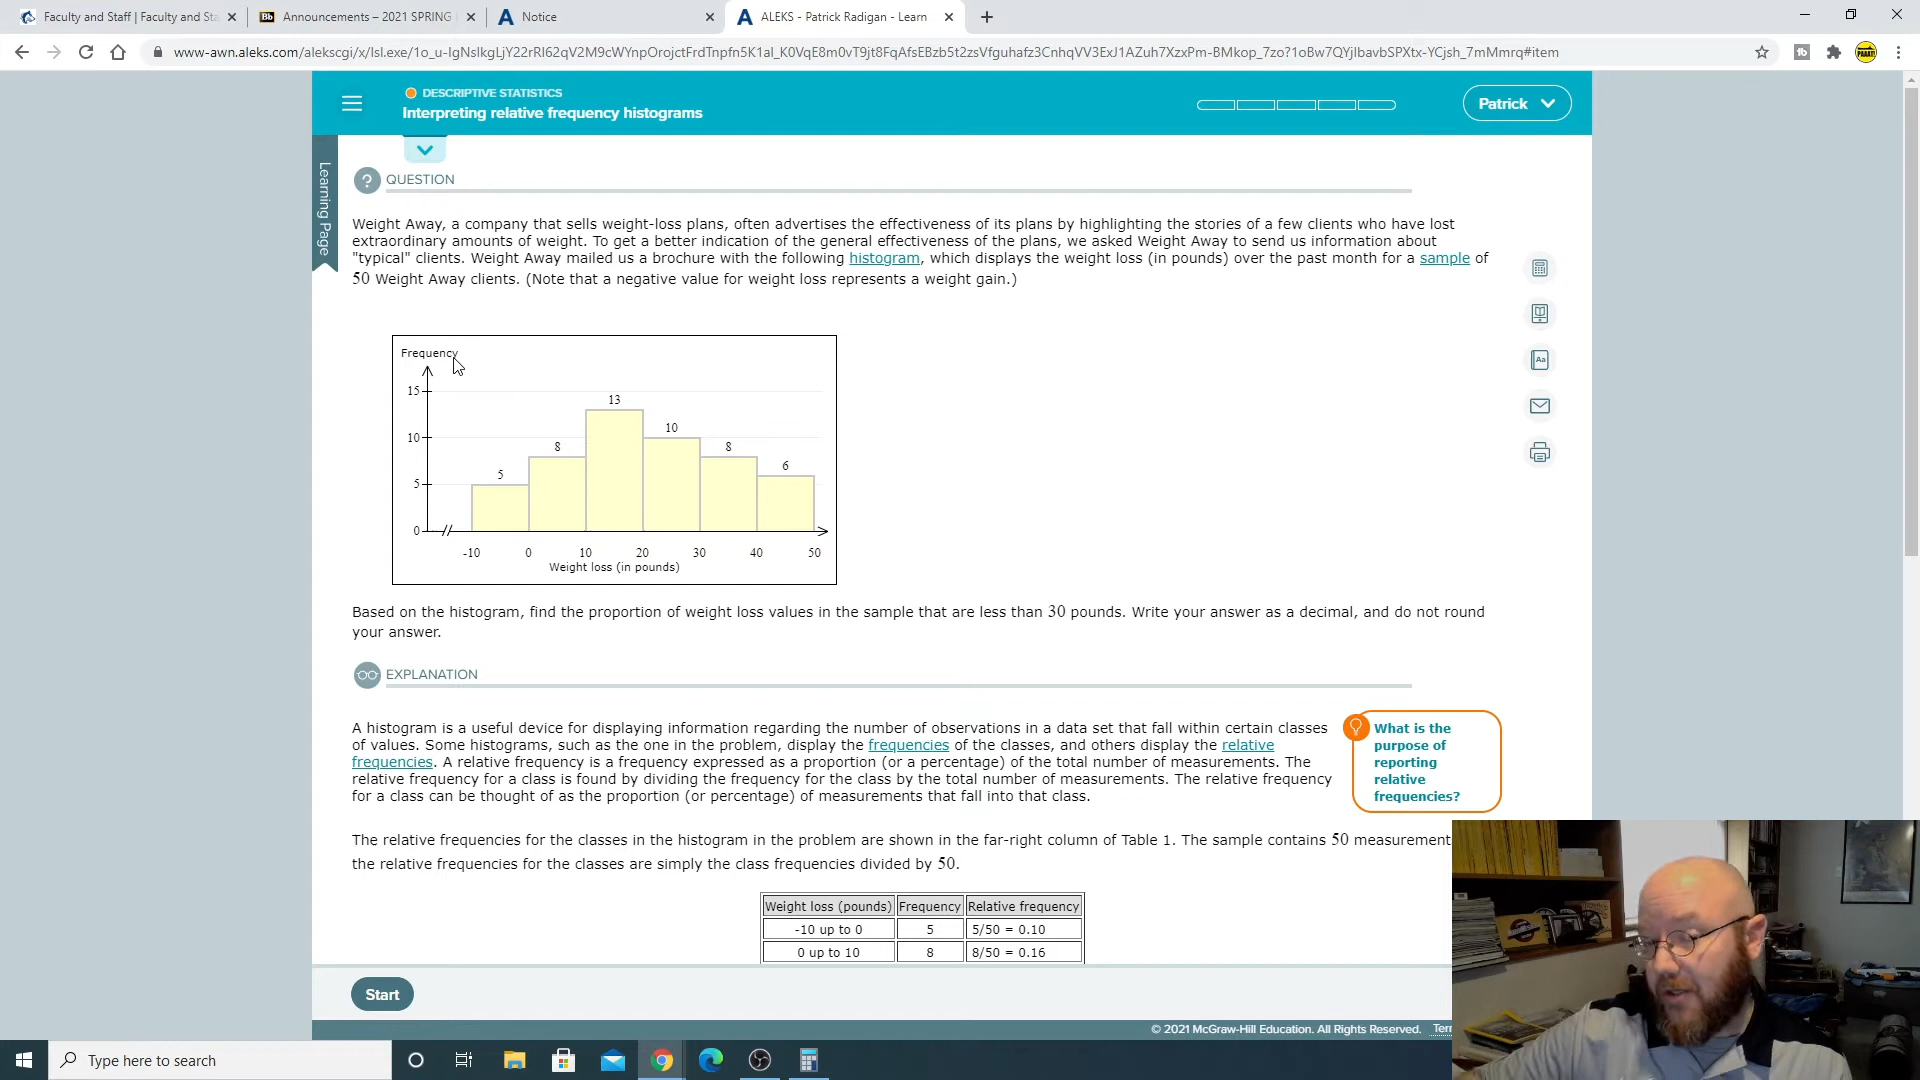 Faculty and Staff | Faculty and Sta
Announcements – 2021 SPRING
Notice
ALEKS - Patrick Radigan - Learn
DESCRIPTIVE STATISTICS
Interpreting relative frequency histograms
Patrick
Learning Page
QUESTION
Weight Away, a company that sells weight-loss plans, often advertises the effectiveness of its plans by highlighting the stories of a few clients who have lost
extraordinary amounts of weight. To get a better indication of the general effectiveness of the plans, we asked Weight Away to send us information about
"typical" clients. Weight Away mailed us a brochure with the following histogram, which displays the weight loss (in pounds) over the past month for a sample of
50 Weight Away clients. (Note that a negative value for weight loss represents a weight gain.)
Frequency
15
10
5
0
5
8
13
10
8
6
-10 0 10 20 30 40 50
Weight loss (in pounds)
Based on the histogram, find the proportion of weight loss values in the sample that are less than 30 pounds. Write your answer as a decimal, and do not round
your answer.
EXPLANATION
A histogram is a useful device for displaying information regarding the number of observations in a data set that fall within certain classes
of values. Some histograms, such as the one in the problem, display the frequencies of the classes, and others display the relative
frequencies. A relative frequency is a frequency expressed as a proportion (or a percentage) of the total number of measurements. The
relative frequency for a class is found by dividing the frequency for the class by the total number of measurements. The relative frequency
for a class can be thought of as the proportion (or percentage) of measurements that fall into that class.
What is the
purpose of
reporting
relative
frequencies?
The relative frequencies for the classes in the histogram in the problem are shown in the far-right column of Table 1. The sample contains 50 measurement
the relative frequencies for the classes are simply the class frequencies divided by 50.
Weight loss (pounds) Frequency Relative frequency
-10 up to 0 5 5/50 = 0.10
0 up to 10 8 8/50 = 0.16
Start
© 2021 McGraw-Hill Education. All Rights Reserved. Ter
Type here to search